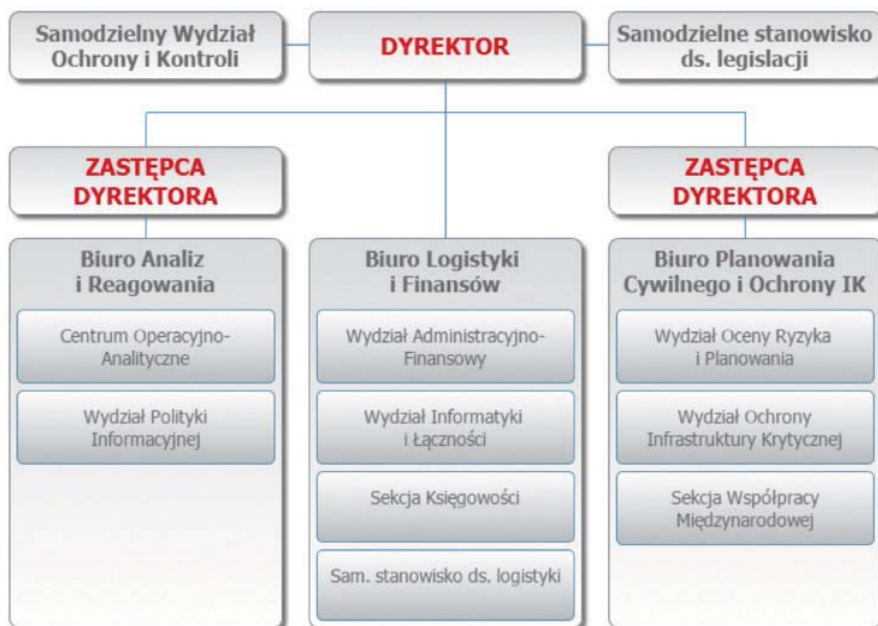 Samodzielny Wydział
Ochrony i Kontroli
DYREKTOR
Samodzielne stanowisko
ds. legislacji
ZASTĘPCA
DYREKTORA
ZASTĘPCA
DYREKTORA
Biuro Analiz
i Reagowania
Centrum Operacyjno-
Analityczne
Wydział Polityki
Informacyjnej
Biuro Logistyki
i Finansów
Wydział Administracyjno-
Finansowy
Wydział Informatyki
i Łączności
Sekcja Księgowości
Sam. stanowisko ds. logistyki
Biuro Planowania
Cywilnego i Ochrony IK
Wydział Oceny Ryzyka
i Planowania
Wydział Ochrony
Infrastruktury Krytycznej
Sekcja Współpracy
Międzynarodowej